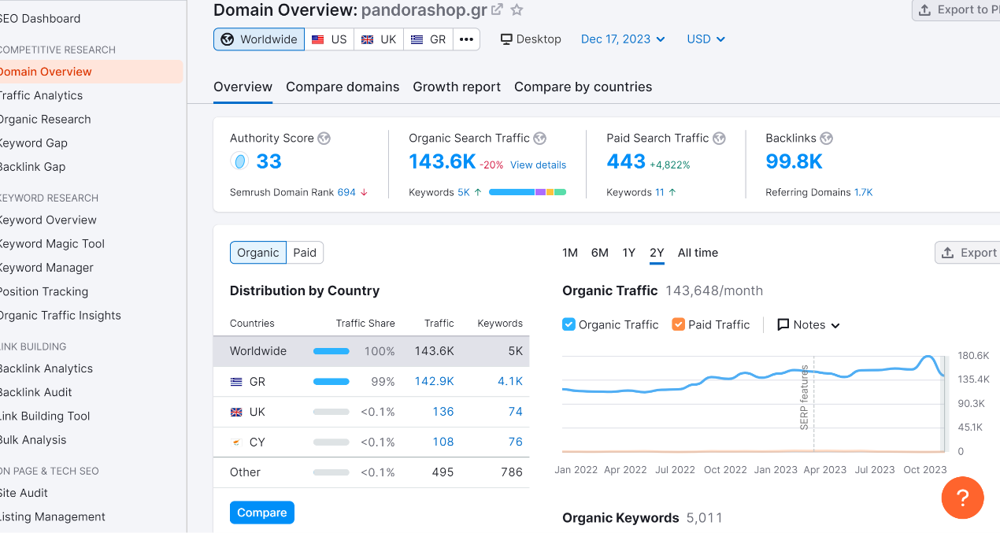 SEO Dashboard
COMPETITIVE RESEARCH
Domain Overview
Traffic Analytics
Organic Research
Keyword Gap
Backlink Gap
KEYWORD RESEARCH
Keyword Overview
Keyword Magic Tool
Keyword Manager
Position Tracking
Organic Traffic Insights
LINK BUILDING
Backlink Analytics
Backlink Audit
Link Building Tool
Bulk Analysis
ON PAGE & TECH SEO
Site Audit
Listing Management
Domain Overview: pandorashop.gr
Export to P
Worldwide US UK GR ••• Desktop Dec 17, 2023 USD
Overview Compare domains Growth report Compare by countries
Authority Score
33
Semrush Domain Rank 694 ↓
Organic Search Traffic
143.6K -20% View details
Keywords 5K ↑
Paid Search Traffic
443 +4,822%
Keywords 11 ↑
Backlinks
99.8K
Referring Domains 1.7K
Organic Paid
Distribution by Country
Countries Traffic Share Traffic Keywords
Worldwide 100% 143.6K 5K
GR 99% 142.9K 4.1K
UK <0.1% 136 74
CY <0.1% 108 76
Other <0.1% 495 786
Compare
1M 6M 1Y 2Y All time
Export
Organic Traffic 143,648/month
Organic Traffic Paid Traffic Notes
180.6K
135.4K
90.3K
45.1K
0
SERP features
Jan 2022 Apr 2022 Jul 2022 Oct 2022 Jan 2023 Apr 2023 Jul 2023 Oct 2023
?
Organic Keywords 5,011